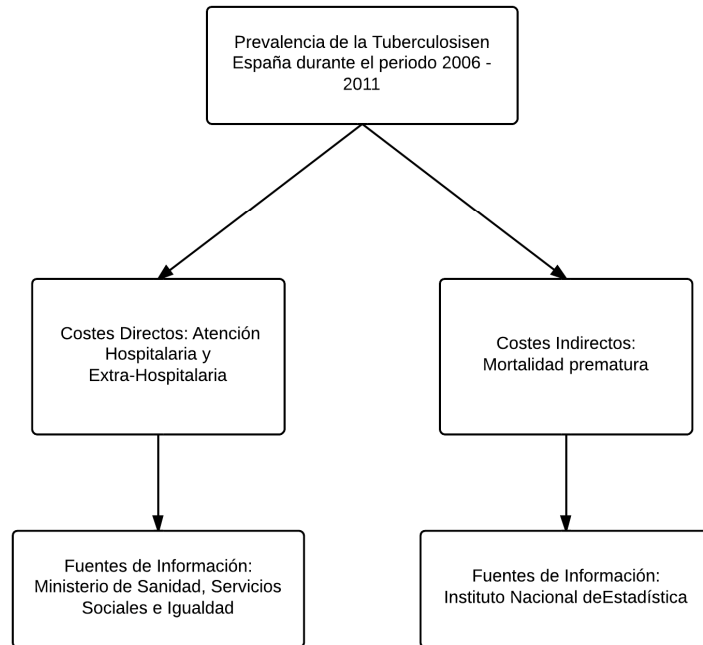 Prevalencia de la Tuberculosisen
España durante el periodo 2006 -
2011
Costes Directos: Atención
Hospitalaria y
Extra-Hospitalaria
Costes Indirectos:
Mortalidad prematura
Fuentes de Información:
Ministerio de Sanidad, Servicios
Sociales e Igualdad
Fuentes de Información:
Instituto Nacional deEstadística